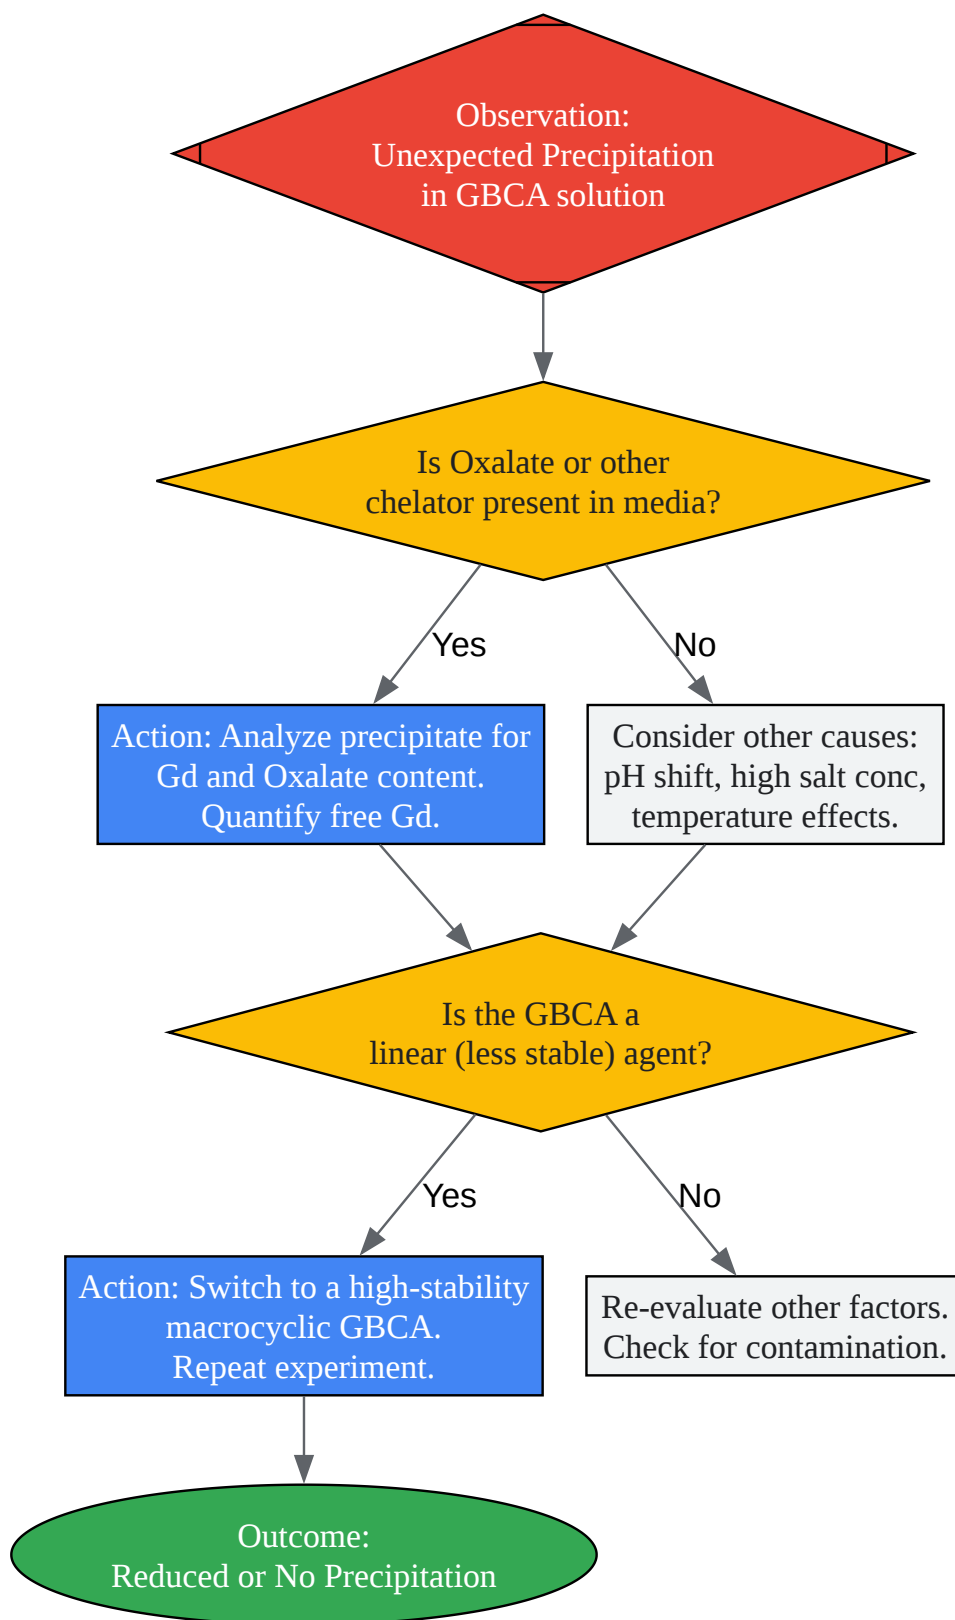 Observation:
Unexpected Precipitation
in GBCA solution
Is Oxalate or other
chelator present in media?
Yes
No
Action: Analyze precipitate for
Gd and Oxalate content.
Quantify free Gd.
Consider other causes:
pH shift, high salt conc,
temperature effects.
Is the GBCA a
linear (less stable) agent?
Yes
No
Action: Switch to a high-stability
macrocyclic GBCA.
Repeat experiment.
Re-evaluate other factors.
Check for contamination.
Outcome:
Reduced or No Precipitation